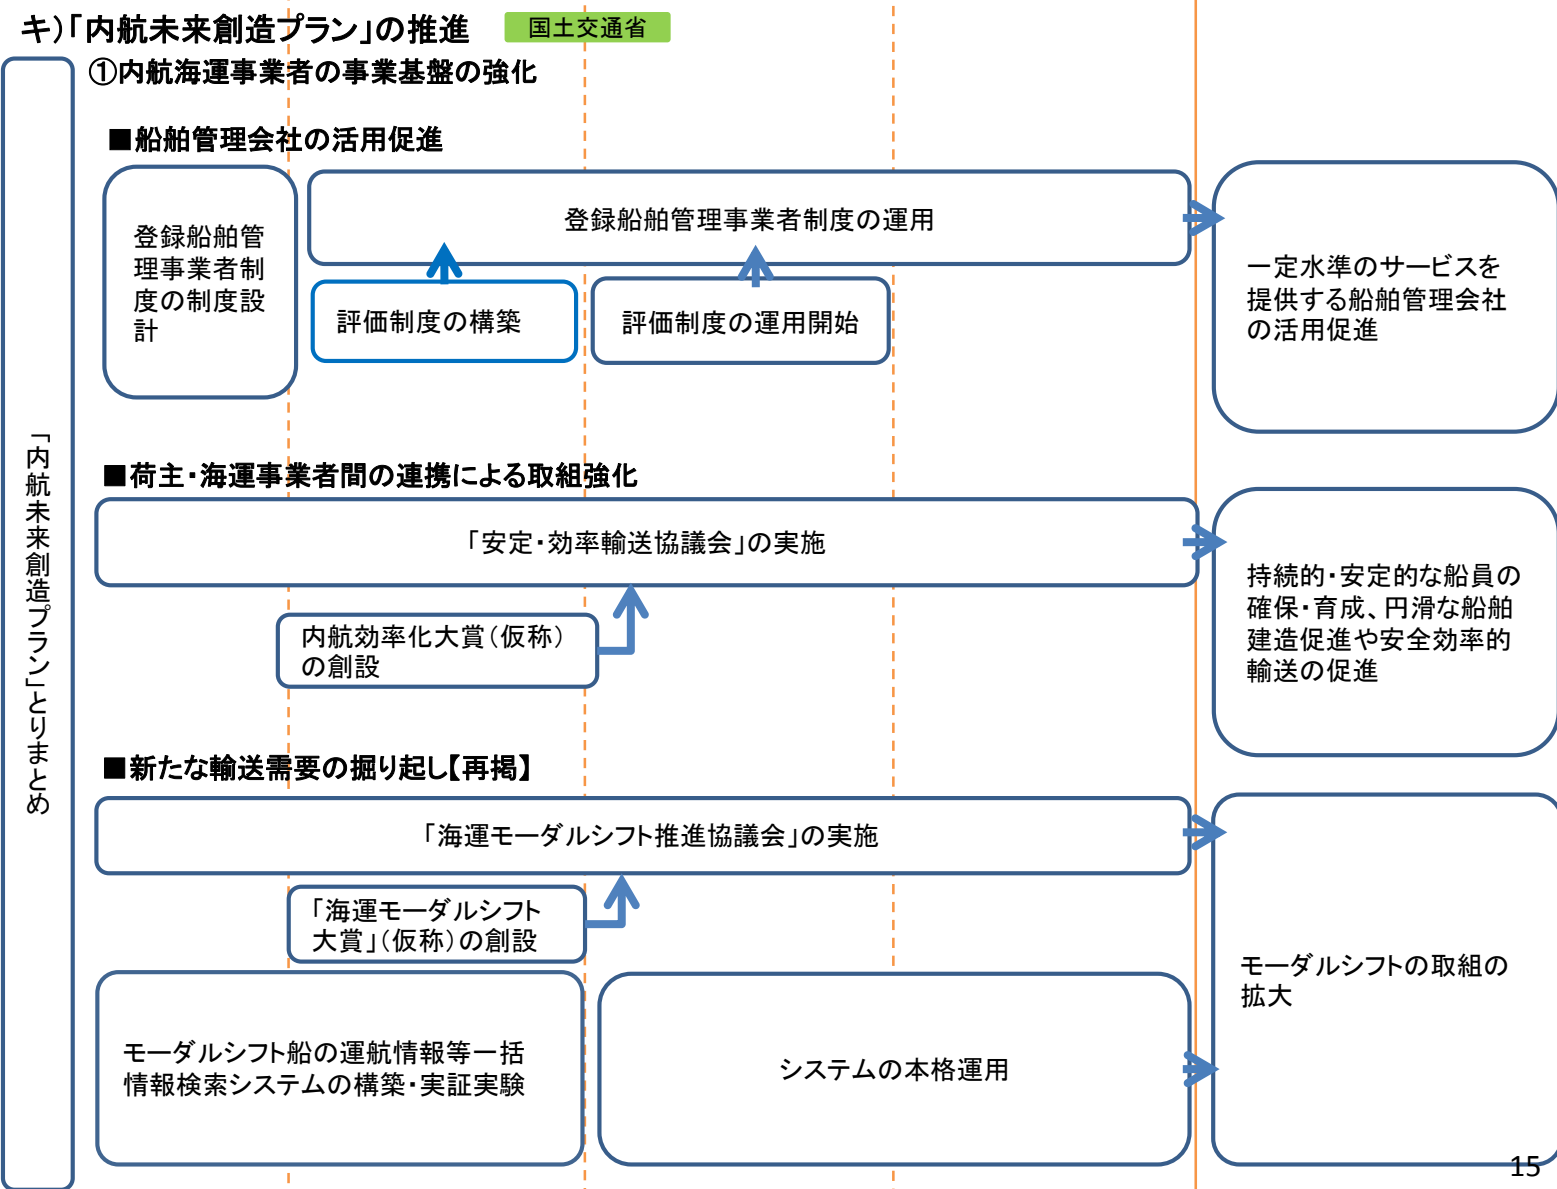 キ)「内航未来創造プラン」の推進
国土交通省
①内航海運事業者の事業基盤の強化
「内航未来創造プラン」とりまとめ
■船舶管理会社の活用促進
登録船舶管
理事業者制
度の制度設
計
登録船舶管理事業者制度の運用
評価制度の構築
評価制度の運用開始
一定水準のサービスを
提供する船舶管理会社
の活用促進
■荷主・海運事業者間の連携による取組強化
「安定・効率輸送協議会」の実施
内航効率化大賞(仮称)
の創設
持続的・安定的な船員の
確保・育成、円滑な船舶
建造促進や安全効率的
輸送の促進
■新たな輸送需要の掘り起し【再掲】
「海運モーダルシフト推進協議会」の実施
「海運モーダルシフト
大賞」(仮称)の創設
モーダルシフト船の運航情報等一括
情報検索システムの構築・実証実験
システムの本格運用
モーダルシフトの取組の
拡大
15